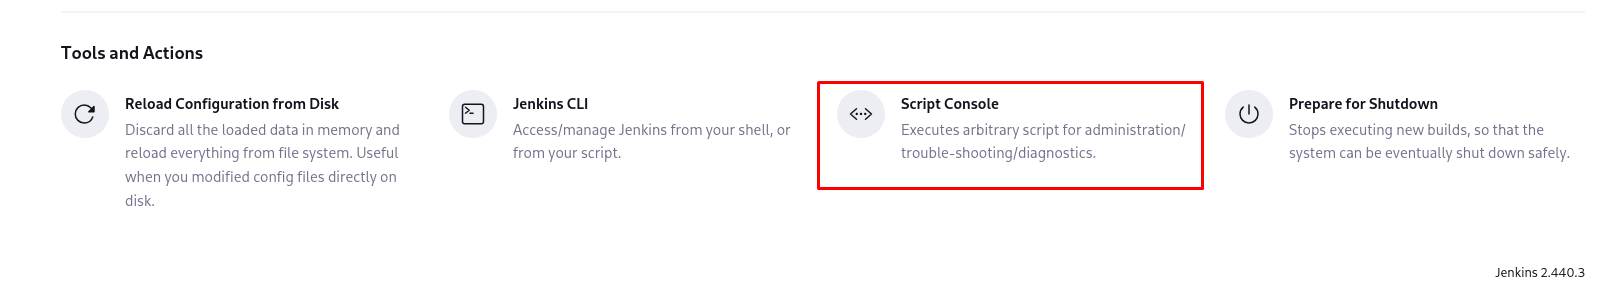 Tools and Actions
Reload Configuration from Disk
Discard all the loaded data in memory and
reload everything from file system. Useful
when you modified config files directly on
disk.
Jenkins CLI
Access/manage Jenkins from your shell, or
from your script.
Script Console
Executes arbitrary script for administration/
trouble-shooting/diagnostics.
Prepare for Shutdown
Stops executing new builds, so that the
system can be eventually shut down safely.
Jenkins 2.440.3